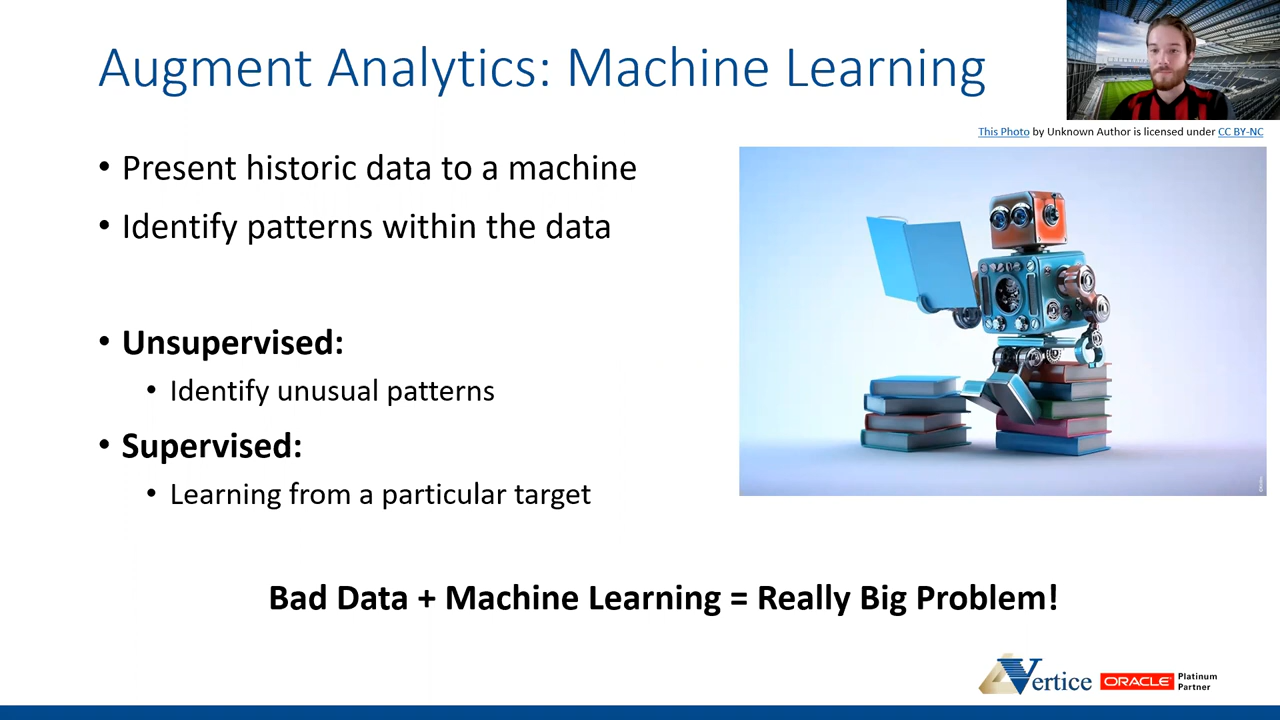 Augment Analytics: Machine Learning
This Photo by Unknown Author is licensed under CC BY-NC
• Present historic data to a machine
• Identify patterns within the data
• Unsupervised:
• Identify unusual patterns
• Supervised:
• Learning from a particular target
Bad Data + Machine Learning = Really Big Problem!
Vertice ORACLE Platinum
Partner